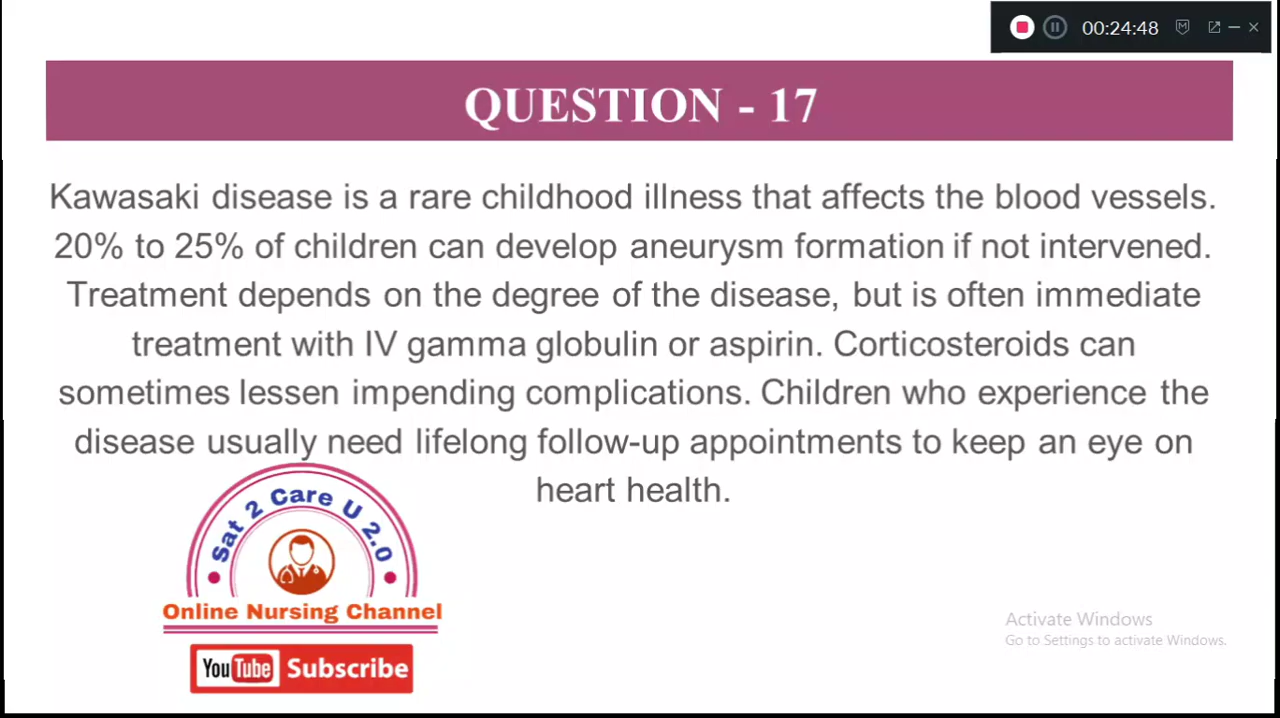 00:24:48
QUESTION - 17
Kawasaki disease is a rare childhood illness that affects the blood vessels.
20% to 25% of children can develop aneurysm formation if not intervened.
Treatment depends on the degree of the disease, but is often immediate
treatment with IV gamma globulin or aspirin. Corticosteroids can
sometimes lessen impending complications. Children who experience the
disease usually need lifelong follow-up appointments to keep an eye on
heart health.
Sat 2 Care U 2.0
Online Nursing Channel
YouTube Subscribe
Activate Windows
Go to Settings to activate Windows.